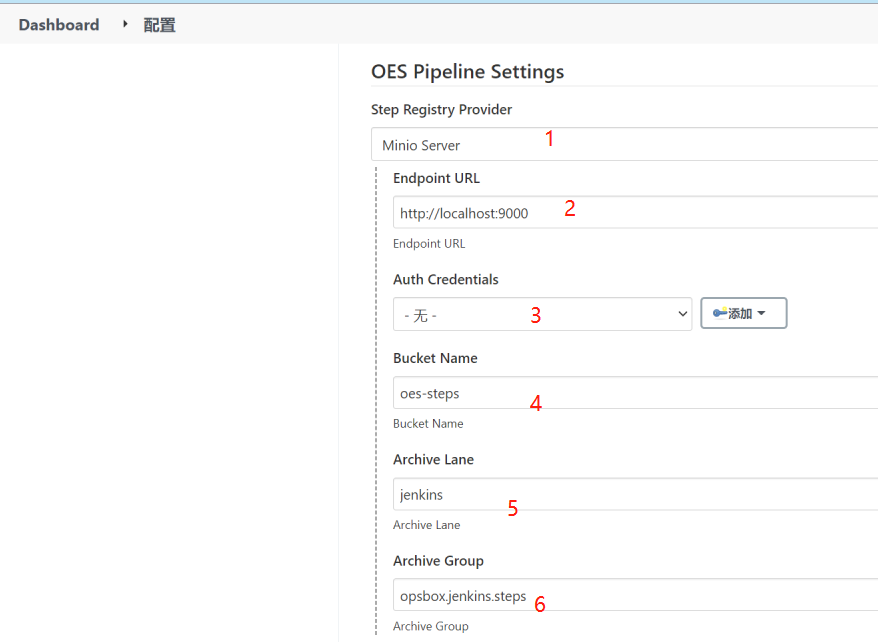 Dashboard
配置
OES Pipeline Settings
Step Registry Provider
Minio Server 1
Endpoint URL
http://localhost:9000 2
Endpoint URL
Auth Credentials
- 无 - 3 添加
Bucket Name
oes-steps 4
Bucket Name
Archive Lane
jenkins 5
Archive Lane
Archive Group
opsbox.jenkins.steps 6
Archive Group